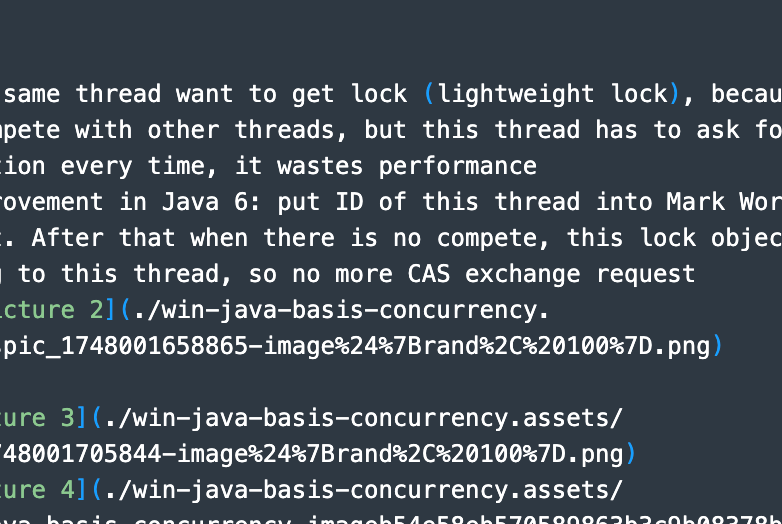 same thread want to get lock (lightweight lock), becau
pete with other threads, but this thread has to ask fo
tion every time, it wastes performance
rovement in Java 6: put ID of this thread into Mark Wor
. After that when there is no compete, this lock objec
g to this thread, so no more CAS exchange request
icture 2](./win-java-basis-concurrency.
pic_1748001658865-image%24%7Brand%2C%20100%7D.png)
ture 3](./win-java-basis-concurrency.assets/
748001705844-image%24%7Brand%2C%20100%7D.png)
ture 4](./win-java-basis-concurrency.assets/